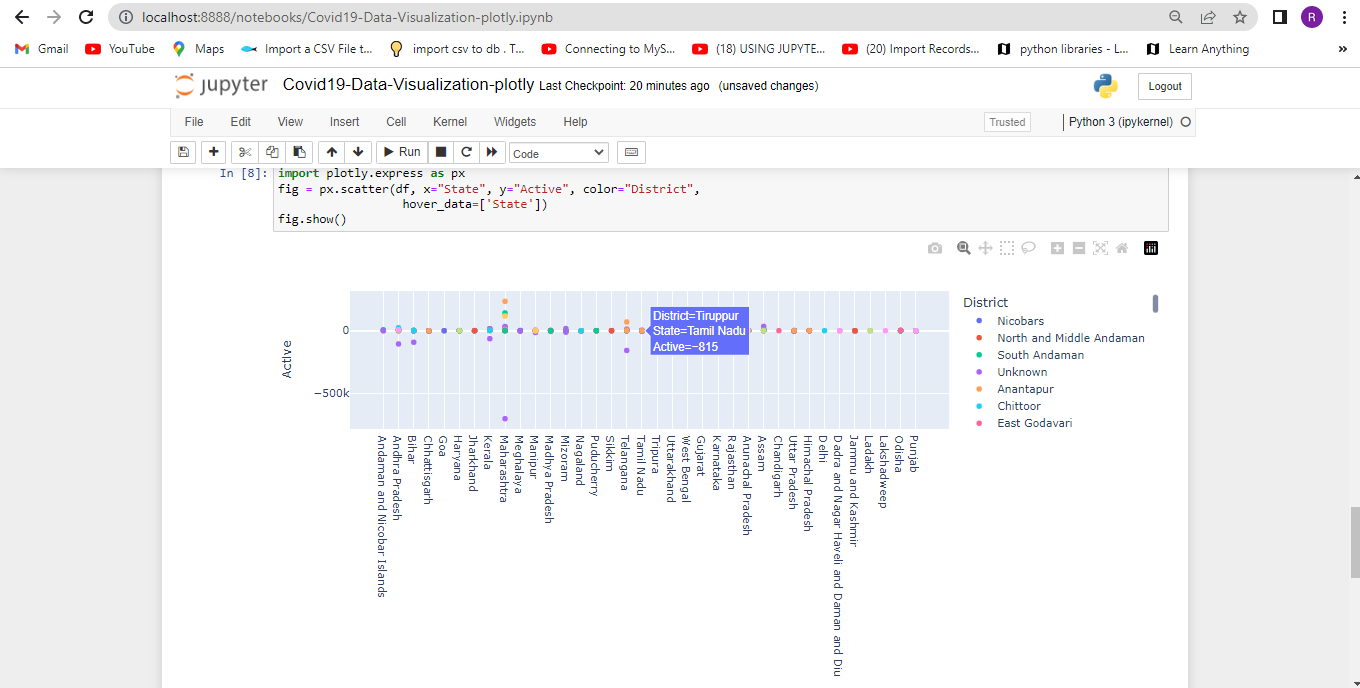 localhost:8888/notebooks/Covid19-Data-Visualization-plotly.ipynb
R
Gmail YouTube Maps Import a CSV File t... import csv to db . T... Connecting to MyS... (18) USING JUPYTE... (20) Import Records... python libraries - L... Learn Anything »
jupyter Covid19-Data-Visualization-plotly Last Checkpoint: 20 minutes ago (unsaved changes) Logout
File Edit View Insert Cell Kernel Widgets Help Trusted Python 3 (ipykernel)
Run Code
In [8]: import plotly.express as px
fig = px.scatter(df, x="State", y="Active", color="District",
hover_data=['State'])
fig.show()
Active
0
−500k
District=Tiruppur
State=Tamil Nadu
Active=−815
District
Nicobars
North and Middle Andaman
South Andaman
Unknown
Anantapur
Chittoor
East Godavari
Andaman and Nicobar Islands
Andhra Pradesh
Bihar
Chhattisgarh
Goa
Haryana
Jharkhand
Kerala
Maharashtra
Meghalaya
Manipur
Madhya Pradesh
Mizoram
Nagaland
Puducherry
Sikkim
Telangana
Tamil Nadu
Tripura
Uttarakhand
West Bengal
Gujarat
Karnataka
Rajasthan
Arunachal Pradesh
Assam
Chandigarh
Uttar Pradesh
Himachal Pradesh
Delhi
Dadra and Nagar Haveli and Daman and Diu
Jammu and Kashmir
Ladakh
Lakshadweep
Odisha
Punjab